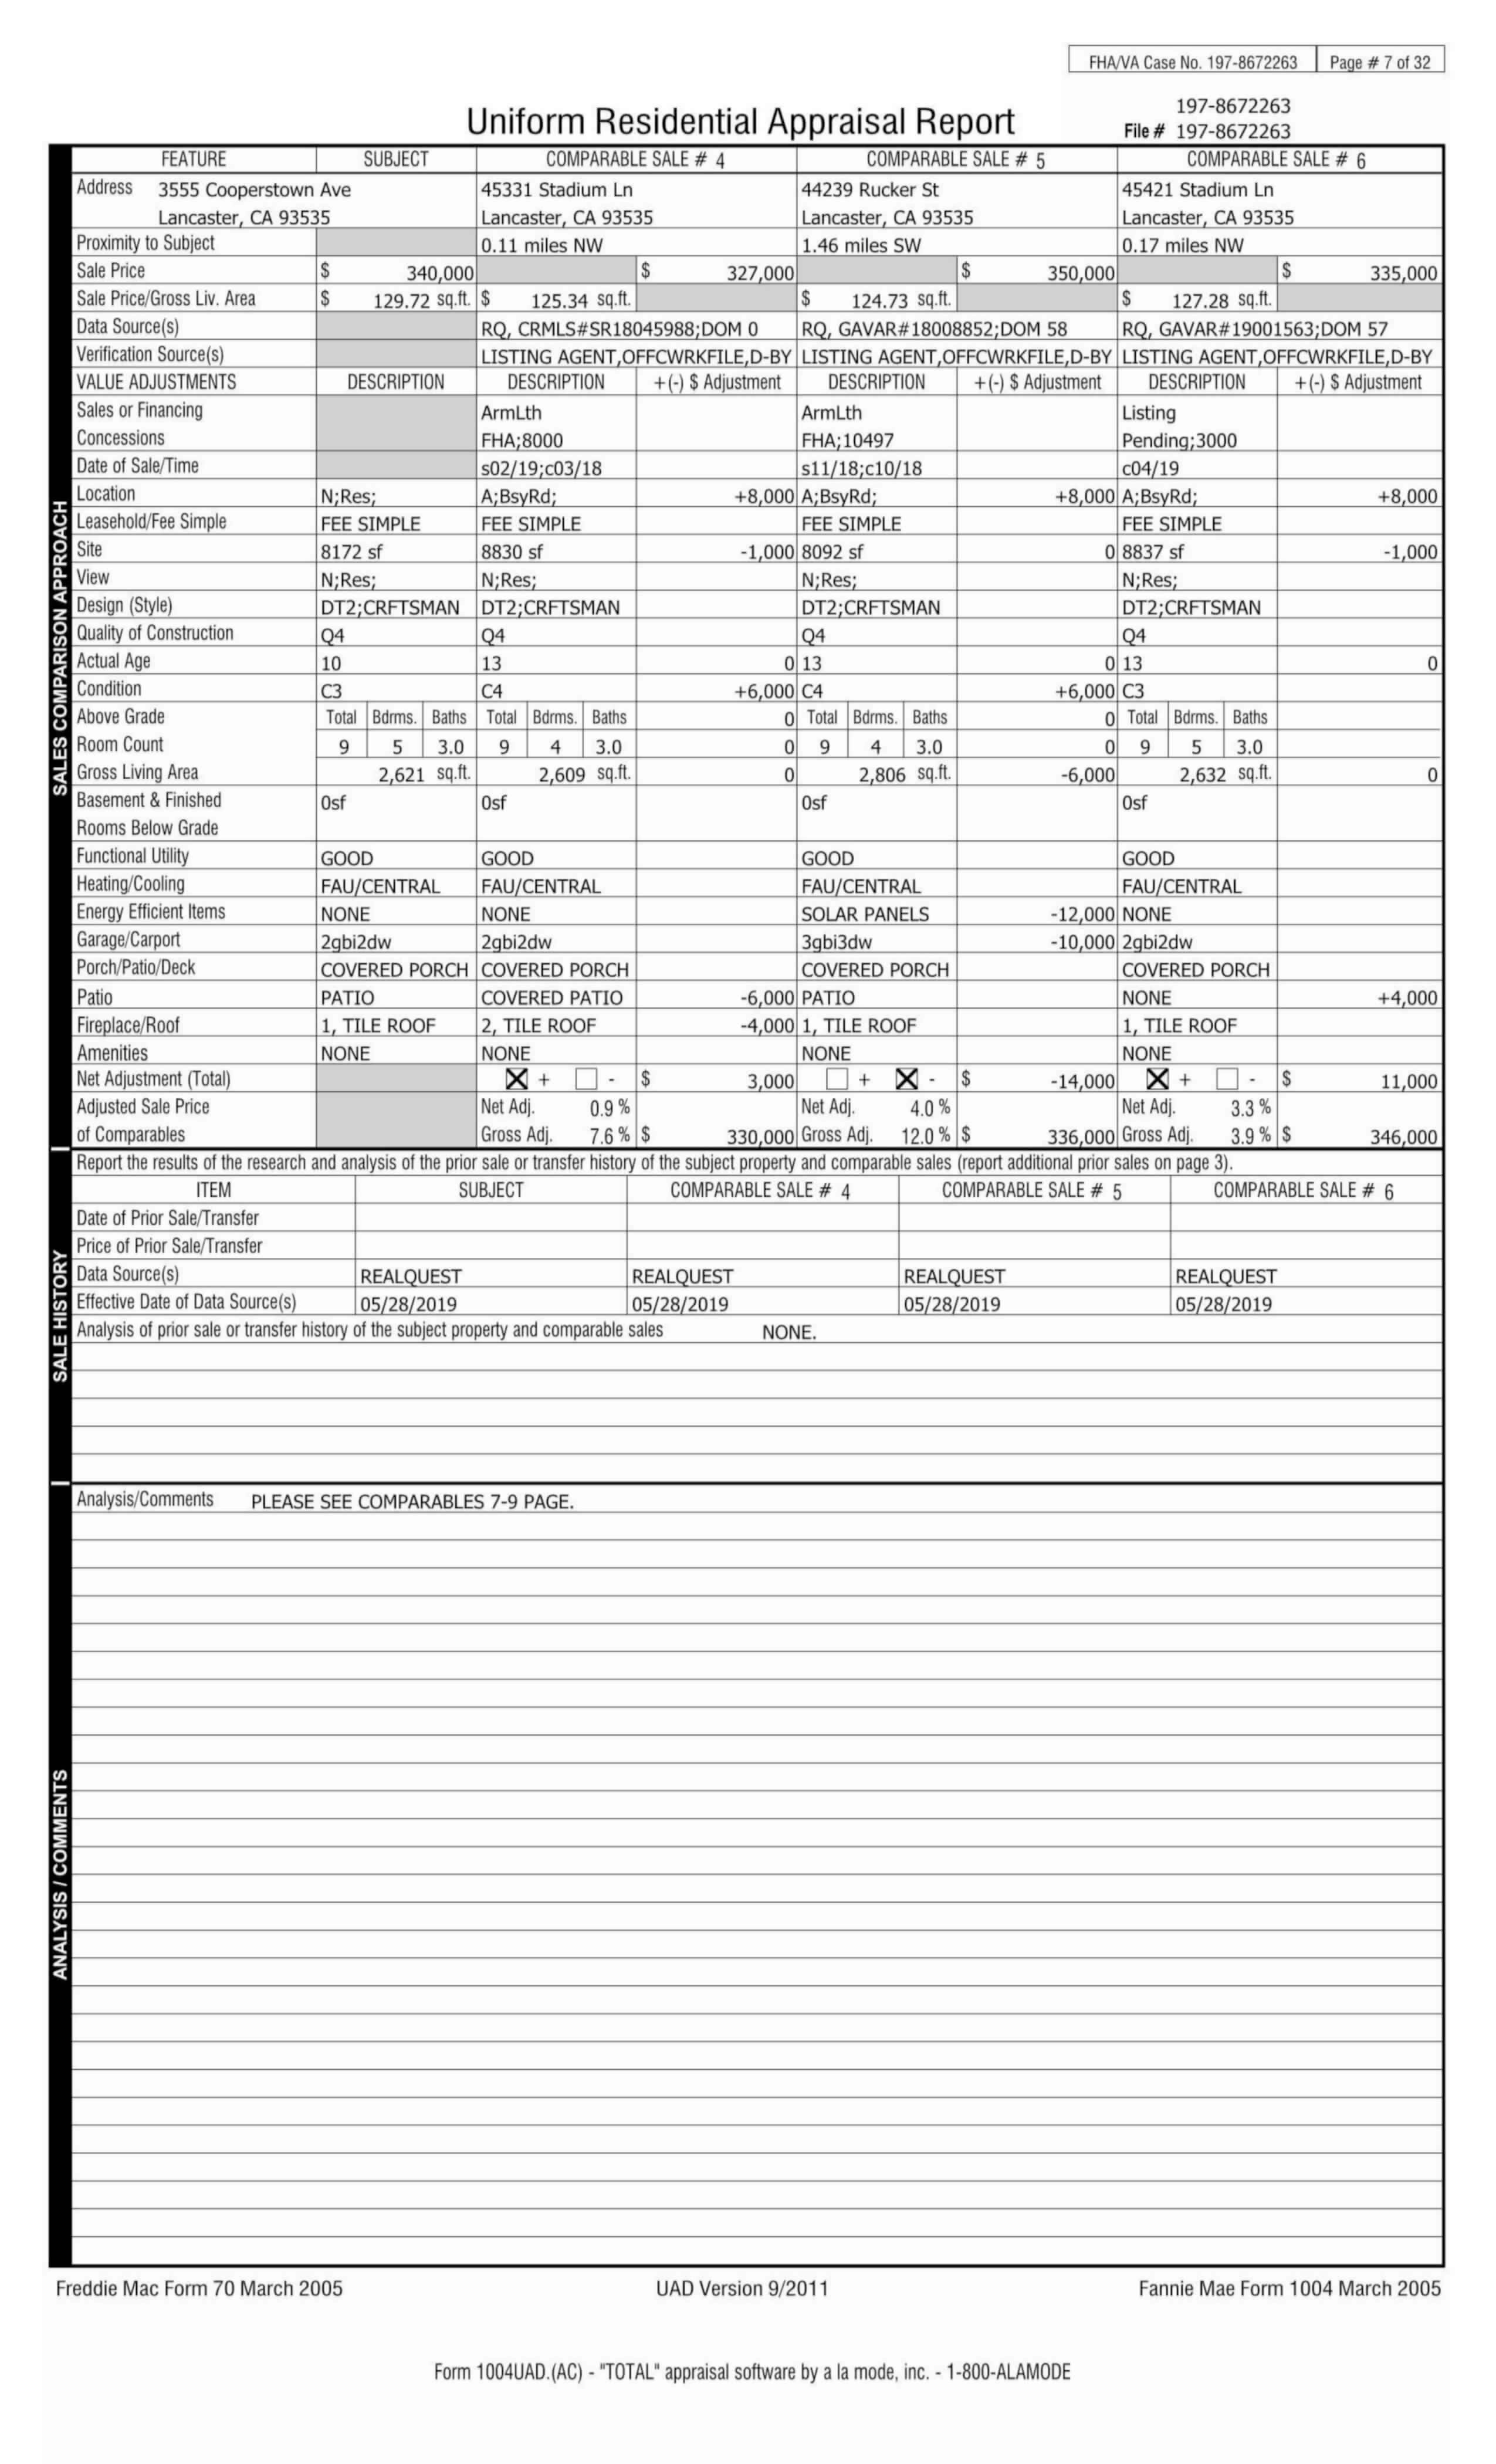 FHA/VA Case No. 197-8672263 Page # 7 of 32
197-8672263
Uniform Residential Appraisal Report File # 197-8672263
FEATURE SUBJECT COMPARABLE SALE # 4 COMPARABLE SALE # 5 COMPARABLE SALE # 6
Address 3555 Cooperstown Ave 45331 Stadium Ln 44239 Rucker St 45421 Stadium Ln
Lancaster, CA 93535 Lancaster, CA 93535 Lancaster, CA 93535 Lancaster, CA 93535
Proximity to Subject 0.11 miles NW 1.46 miles SW 0.17 miles NW
Sale Price $ 340,000 $ 327,000 $ 350,000 $ 335,000
Sale Price/Gross Liv. Area $ 129.72 sq.ft. $ 125.34 sq.ft. $ 124.73 sq.ft. $ 127.28 sq.ft.
Data Source(s) RQ, CRMLS#SR18045988;DOM 0 RQ, GAVAR#18008852;DOM 58 RQ, GAVAR#19001563;DOM 57
Verification Source(s) LISTING AGENT,OFFCWRKFILE,D-BY LISTING AGENT,OFFCWRKFILE,D-BY LISTING AGENT,OFFCWRKFILE,D-BY
VALUE ADJUSTMENTS DESCRIPTION DESCRIPTION +(-) $ Adjustment DESCRIPTION +(-) $ Adjustment DESCRIPTION +(-) $ Adjustment
Sales or Financing ArmLth ArmLth Listing
Concessions FHA;8000 FHA;10497 Pending;3000
Date of Sale/Time s02/19;c03/18 s11/18;c10/18 c04/19
Location N;Res; A;BsyRd; +8,000 A;BsyRd; +8,000 A;BsyRd; +8,000
Leasehold/Fee Simple FEE SIMPLE FEE SIMPLE FEE SIMPLE FEE SIMPLE
Site 8172 sf 8830 sf -1,000 8092 sf 0 8837 sf -1,000
View N;Res; N;Res; N;Res; N;Res;
Design (Style) DT2;CRFTSMAN DT2;CRFTSMAN DT2;CRFTSMAN DT2;CRFTSMAN
Quality of Construction Q4 Q4 Q4 Q4
Actual Age 10 13 0 13 0 13 0
Condition C3 C4 +6,000 C4 +6,000 C3
Above Grade Total Bdrms. Baths Total Bdrms. Baths 0 Total Bdrms. Baths 0 Total Bdrms. Baths
Room Count 9 5 3.0 9 4 3.0 0 9 4 3.0 0 9 5 3.0
Gross Living Area 2,621 sq.ft. 2,609 sq.ft. 0 2,806 sq.ft. -6,000 2,632 sq.ft. 0
Basement & Finished 0sf 0sf 0sf 0sf
Rooms Below Grade
Functional Utility GOOD GOOD GOOD GOOD
Heating/Cooling FAU/CENTRAL FAU/CENTRAL FAU/CENTRAL FAU/CENTRAL
Energy Efficient Items NONE NONE SOLAR PANELS -12,000 NONE
Garage/Carport 2gbi2dw 2gbi2dw 3gbi3dw -10,000 2gbi2dw
Porch/Patio/Deck COVERED PORCH COVERED PORCH COVERED PORCH COVERED PORCH
Patio PATIO COVERED PATIO -6,000 PATIO NONE +4,000
Fireplace/Roof 1, TILE ROOF 2, TILE ROOF -4,000 1, TILE ROOF 1, TILE ROOF
Amenities NONE NONE NONE NONE
Net Adjustment (Total) ☒ + ☐ - $ 3,000 ☐ + ☒ - $ -14,000 ☒ + ☐ - $ 11,000
Adjusted Sale Price Net Adj. 0.9 % Net Adj. 4.0 % Net Adj. 3.3 %
of Comparables Gross Adj. 7.6 % $ 330,000 Gross Adj. 12.0 % $ 336,000 Gross Adj. 3.9 % $ 346,000
SALES COMPARISON APPROACH
Report the results of the research and analysis of the prior sale or transfer history of the subject property and comparable sales (report additional prior sales on page 3).
ITEM SUBJECT COMPARABLE SALE # 4 COMPARABLE SALE # 5 COMPARABLE SALE # 6
Date of Prior Sale/Transfer
Price of Prior Sale/Transfer
Data Source(s) REALQUEST REALQUEST REALQUEST REALQUEST
Effective Date of Data Source(s) 05/28/2019 05/28/2019 05/28/2019 05/28/2019
Analysis of prior sale or transfer history of the subject property and comparable sales NONE.
SALE HISTORY
Analysis/Comments PLEASE SEE COMPARABLES 7-9 PAGE.
ANALYSIS / COMMENTS
Freddie Mac Form 70 March 2005 UAD Version 9/2011 Fannie Mae Form 1004 March 2005
Form 1004UAD.(AC) - "TOTAL" appraisal software by a la mode, inc. - 1-800-ALAMODE